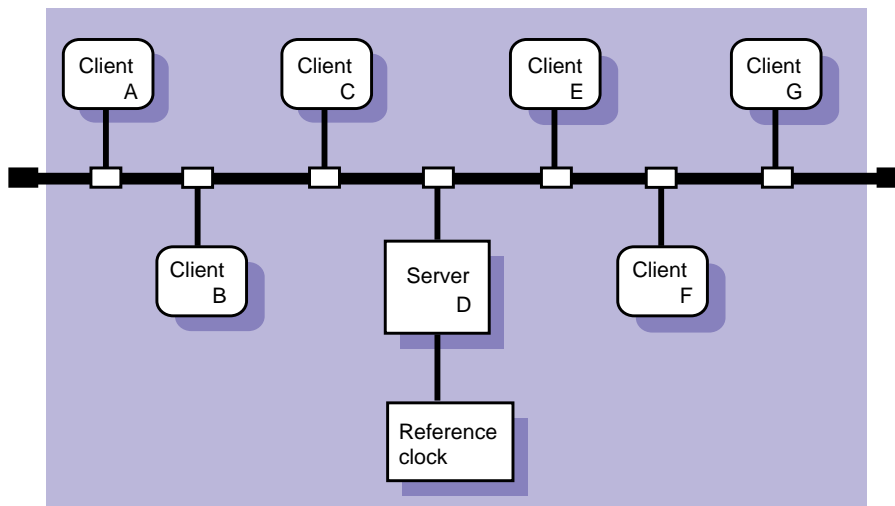 Client
A
Client
C
Client
E
Client
G
Client
B
Server
D
Client
F
Reference
clock